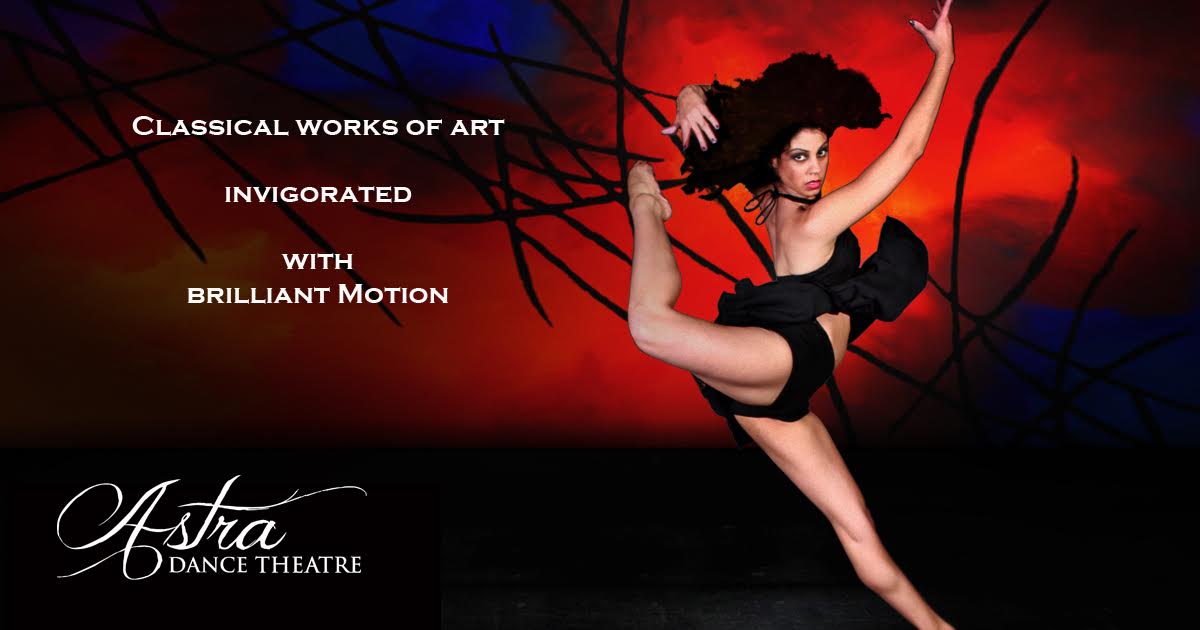 Classical works of art
invigorated
with
brilliant Motion
Astra
DANCE THEATRE